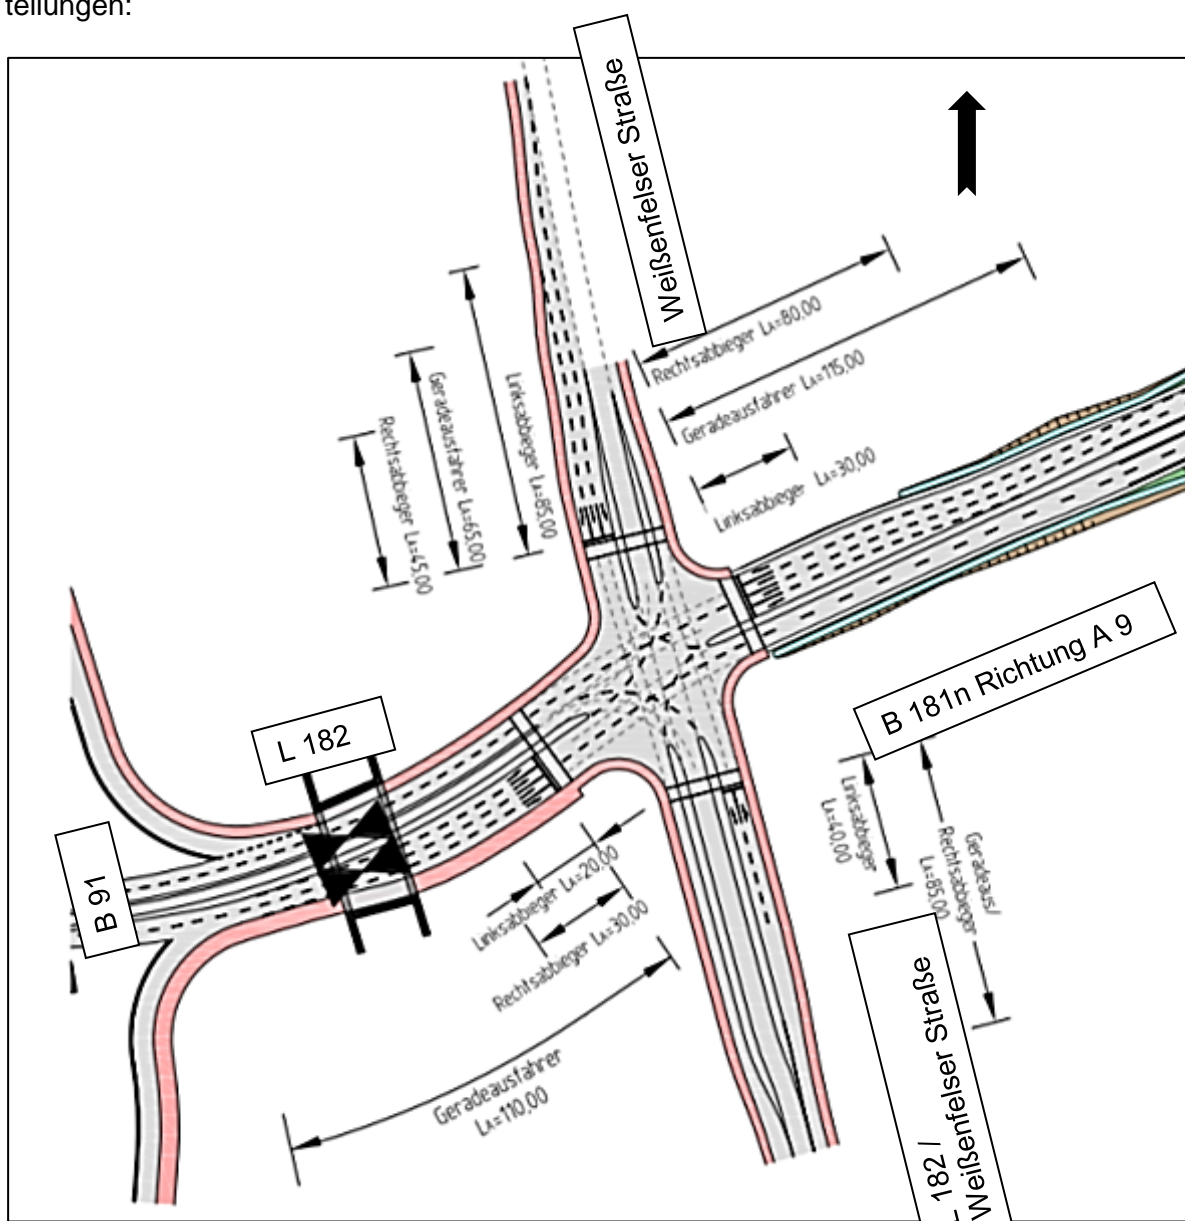 teilungen:
Weißenfelser Straße
Rechtsabbieger LA=80,00
Geradeausfahrer LA=115,00
Linksabbieger LA=30,00
Linksabbieger LA=85,00
Geradeausfahrer LA=65,00
Rechtsabbieger LA=45,00
B 181n Richtung A 9
L 182
B 91
Linksabbieger
LA=40,00
Geradeaus/
Rechtsabbieger
LA=85,00
Linksabbieger LA=20,00
Rechtsabbieger LA=30,00
Geradeausfahrer
LA=110,00
L 182 /
Weißenfelser Straße